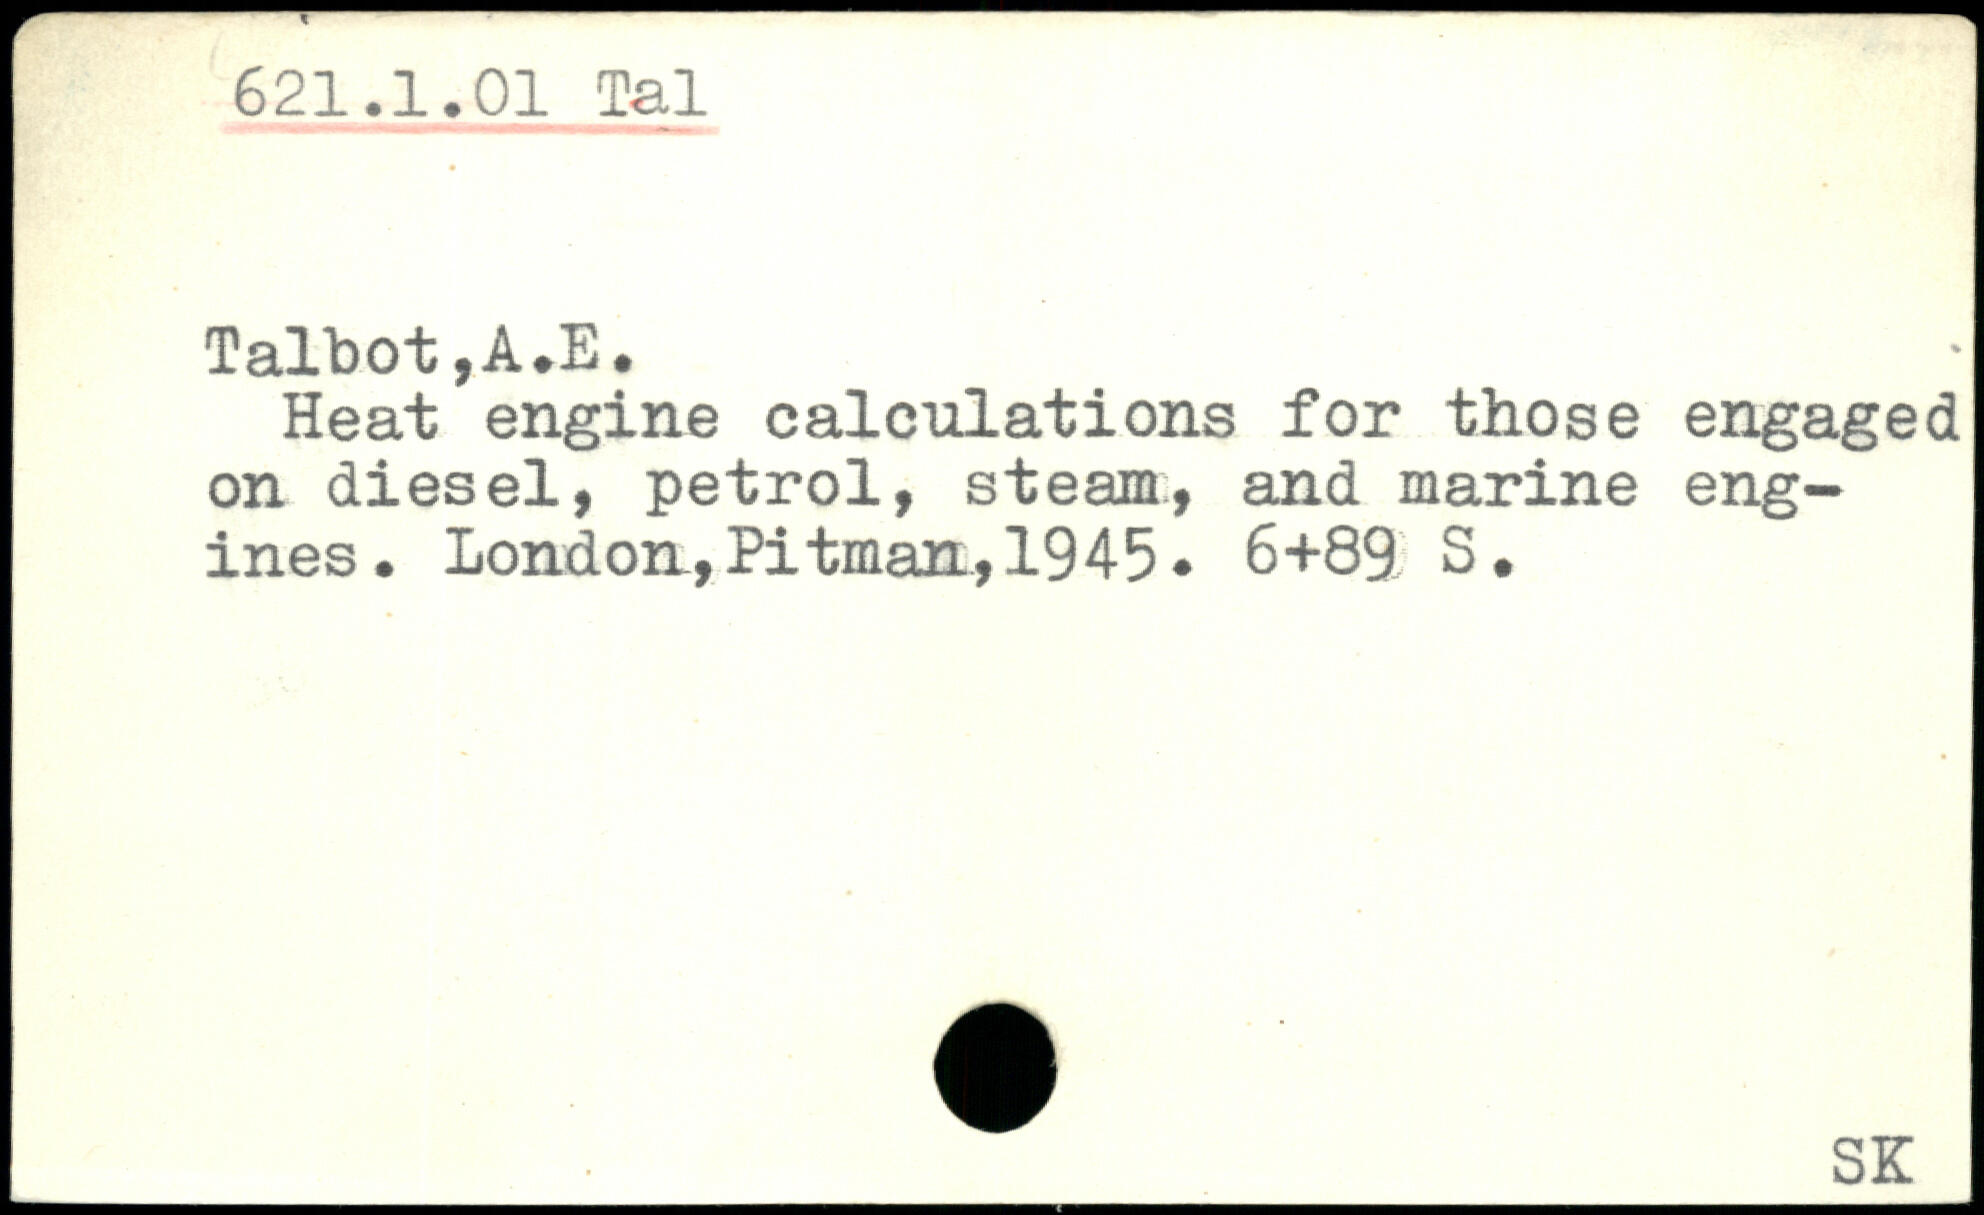 621.1.01 Tal
Talbot,A.E.
Heat engine calculations for those engaged
on diesel, petrol, steam, and marine eng-
ines. London,Pitman,1945. 6+89 S.
SK